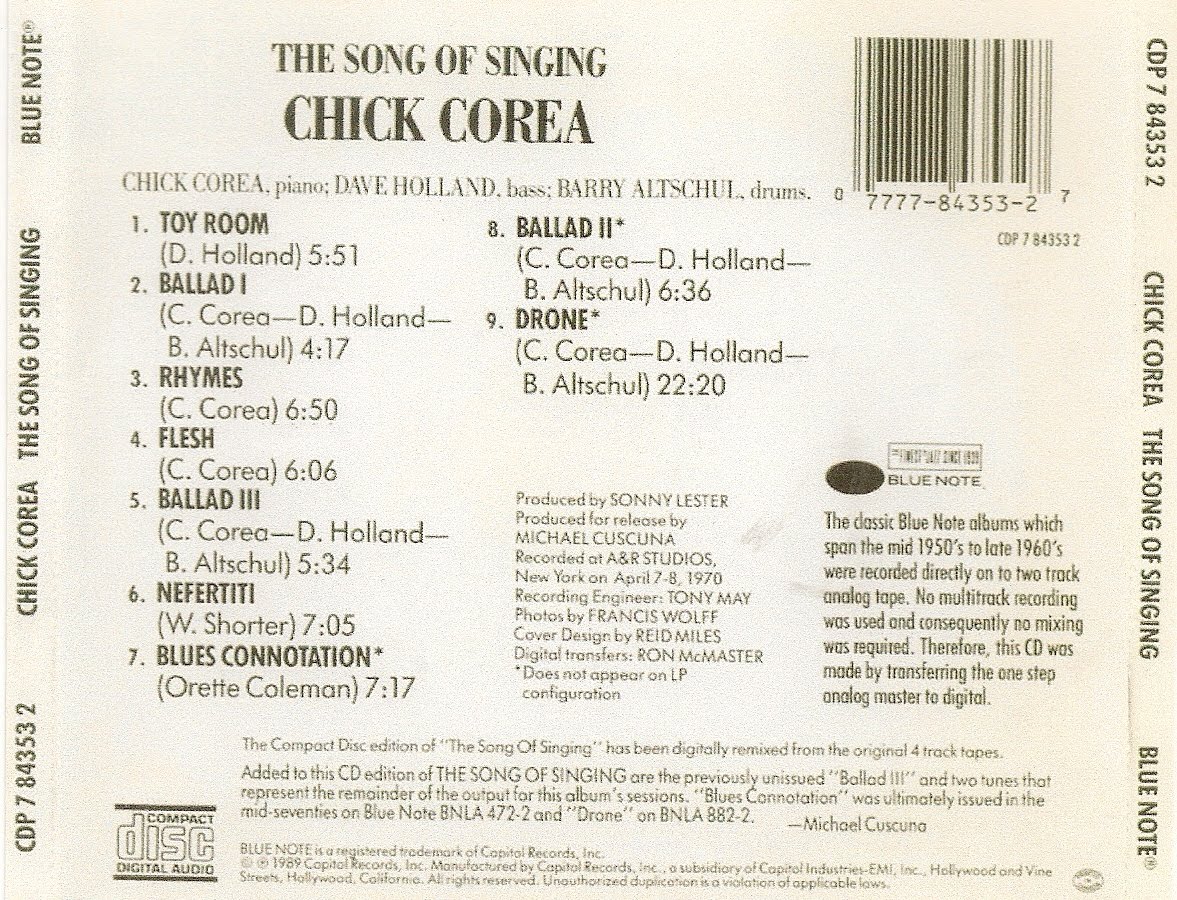 BLUE NOTE®
CHICK COREA THE SONG OF SINGING
CDP 7 84353 2
THE SONG OF SINGING
CHICK COREA
CHICK COREA, piano; DAVE HOLLAND, bass; BARRY ALTSCHUL, drums.
0 7777-84353-2 7
CDP 7 84353 2
1. TOY ROOM
(D. Holland) 5:51
2. BALLAD I
(C. Corea—D. Holland—
B. Altschul) 4:17
3. RHYMES
(C. Corea) 6:50
4. FLESH
(C. Corea) 6:06
5. BALLAD III
(C. Corea—D. Holland—
B. Altschul) 5:34
6. NEFERTITI
(W. Shorter) 7:05
7. BLUES CONNOTATION*
(Orette Coleman) 7:17
8. BALLAD II*
(C. Corea—D. Holland—
B. Altschul) 6:36
9. DRONE*
(C. Corea—D. Holland—
B. Altschul) 22:20
Produced by SONNY LESTER
Produced for release by
MICHAEL CUSCUNA
Recorded at A&R STUDIOS,
New York on April 7-8, 1970
Recording Engineer: TONY MAY
Photos by FRANCIS WOLFF
Cover Design by REID MILES
Digital transfers: RON McMASTER
*Does not appear on LP
configuration
BLUE NOTE
The classic Blue Note albums which
span the mid 1950's to late 1960's
were recorded directly on to two track
analog tape. No multitrack recording
was used and consequently no mixing
was required. Therefore, this CD was
made by transferring the one step
analog master to digital.
The Compact Disc edition of "The Song Of Singing" has been digitally remixed from the original 4 track tapes.
Added to this CD edition of THE SONG OF SINGING are the previously unissued "Ballad III" and two tunes that
represent the remainder of the output for this album's sessions. "Blues Connotation" was ultimately issued in the
mid-seventies on Blue Note BNLA 472-2 and "Drone" on BNLA 882-2.
—Michael Cuscuna
COMPACT
disc
DIGITAL AUDIO
BLUE NOTE is a registered trademark of Capitol Records, Inc.
© ℗ 1989 Capitol Records, Inc. Manufactured by Capitol Records, Inc., a subsidiary of Capitol Industries-EMI, Inc., Hollywood and Vine
Streets, Hollywood, California. All rights reserved. Unauthorized duplication is a violation of applicable laws.
CDP 7 84353 2
CHICK COREA THE SONG OF SINGING
BLUE NOTE®